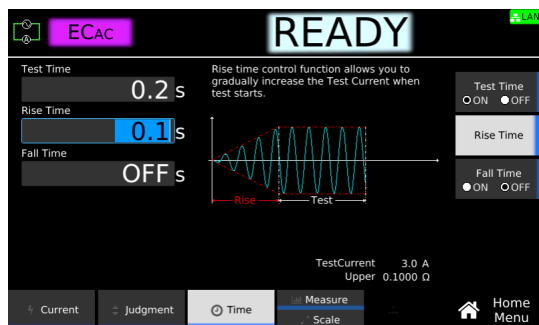 ECAC
READY
LAN
Test Time
0.2 s
Rise Time
0.1 s
Fall Time
OFF s
Rise time control function allows you to
gradually increase the Test Current when
test starts.
Rise
Test
TestCurrent 3.0 A
Upper 0.1000 Ω
Test Time
ON OFF
Rise Time
Fall Time
ON OFF
Current
Judgment
Time
Measure
Scale
Home
Menu